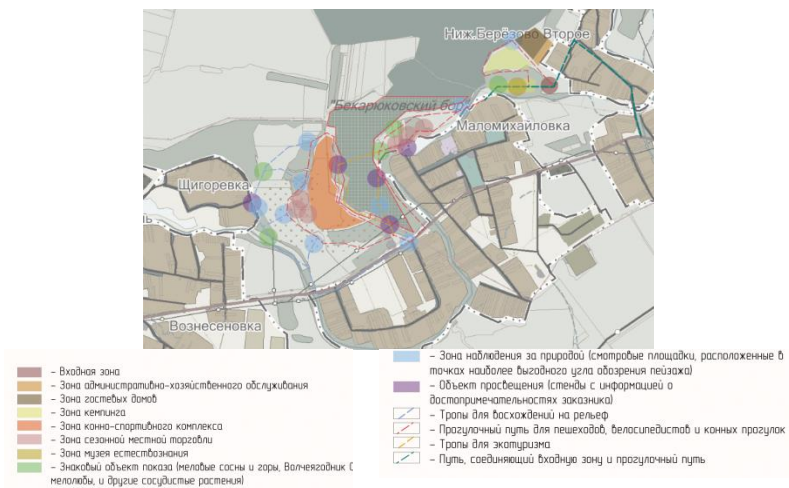 Ниж.Берёзово Второе
"Бекарюковский бор"
Маломихайловка
Щигоревка
Вознесеновка
- Входная зона
- Зона административно-хозяйственного обслуживания
- Зона гостевых домов
- Зона кемпинга
- Зона конно-спортивного комплекса
- Зона сезонной местной торговли
- Зона музея естествознания
- Знаковый объект показа (меловые сосны и горы, Волчеягодник С
мелолюбы, и другие сосудистые растения)
- Зона наблюдения за природой (смотровые площадки, расположенные в
точках наиболее выгодного угла обозрения пейзажа)
- Объект просвещения (стенды с информацией о
достопримечательностях заказника)
- Тропы для восхождений на рельеф
- Прогулочный путь для пешеходов, велосипедистов и конных прогулок
- Тропы для экотуризма
- Путь, соединяющий входную зону и прогулочный путь